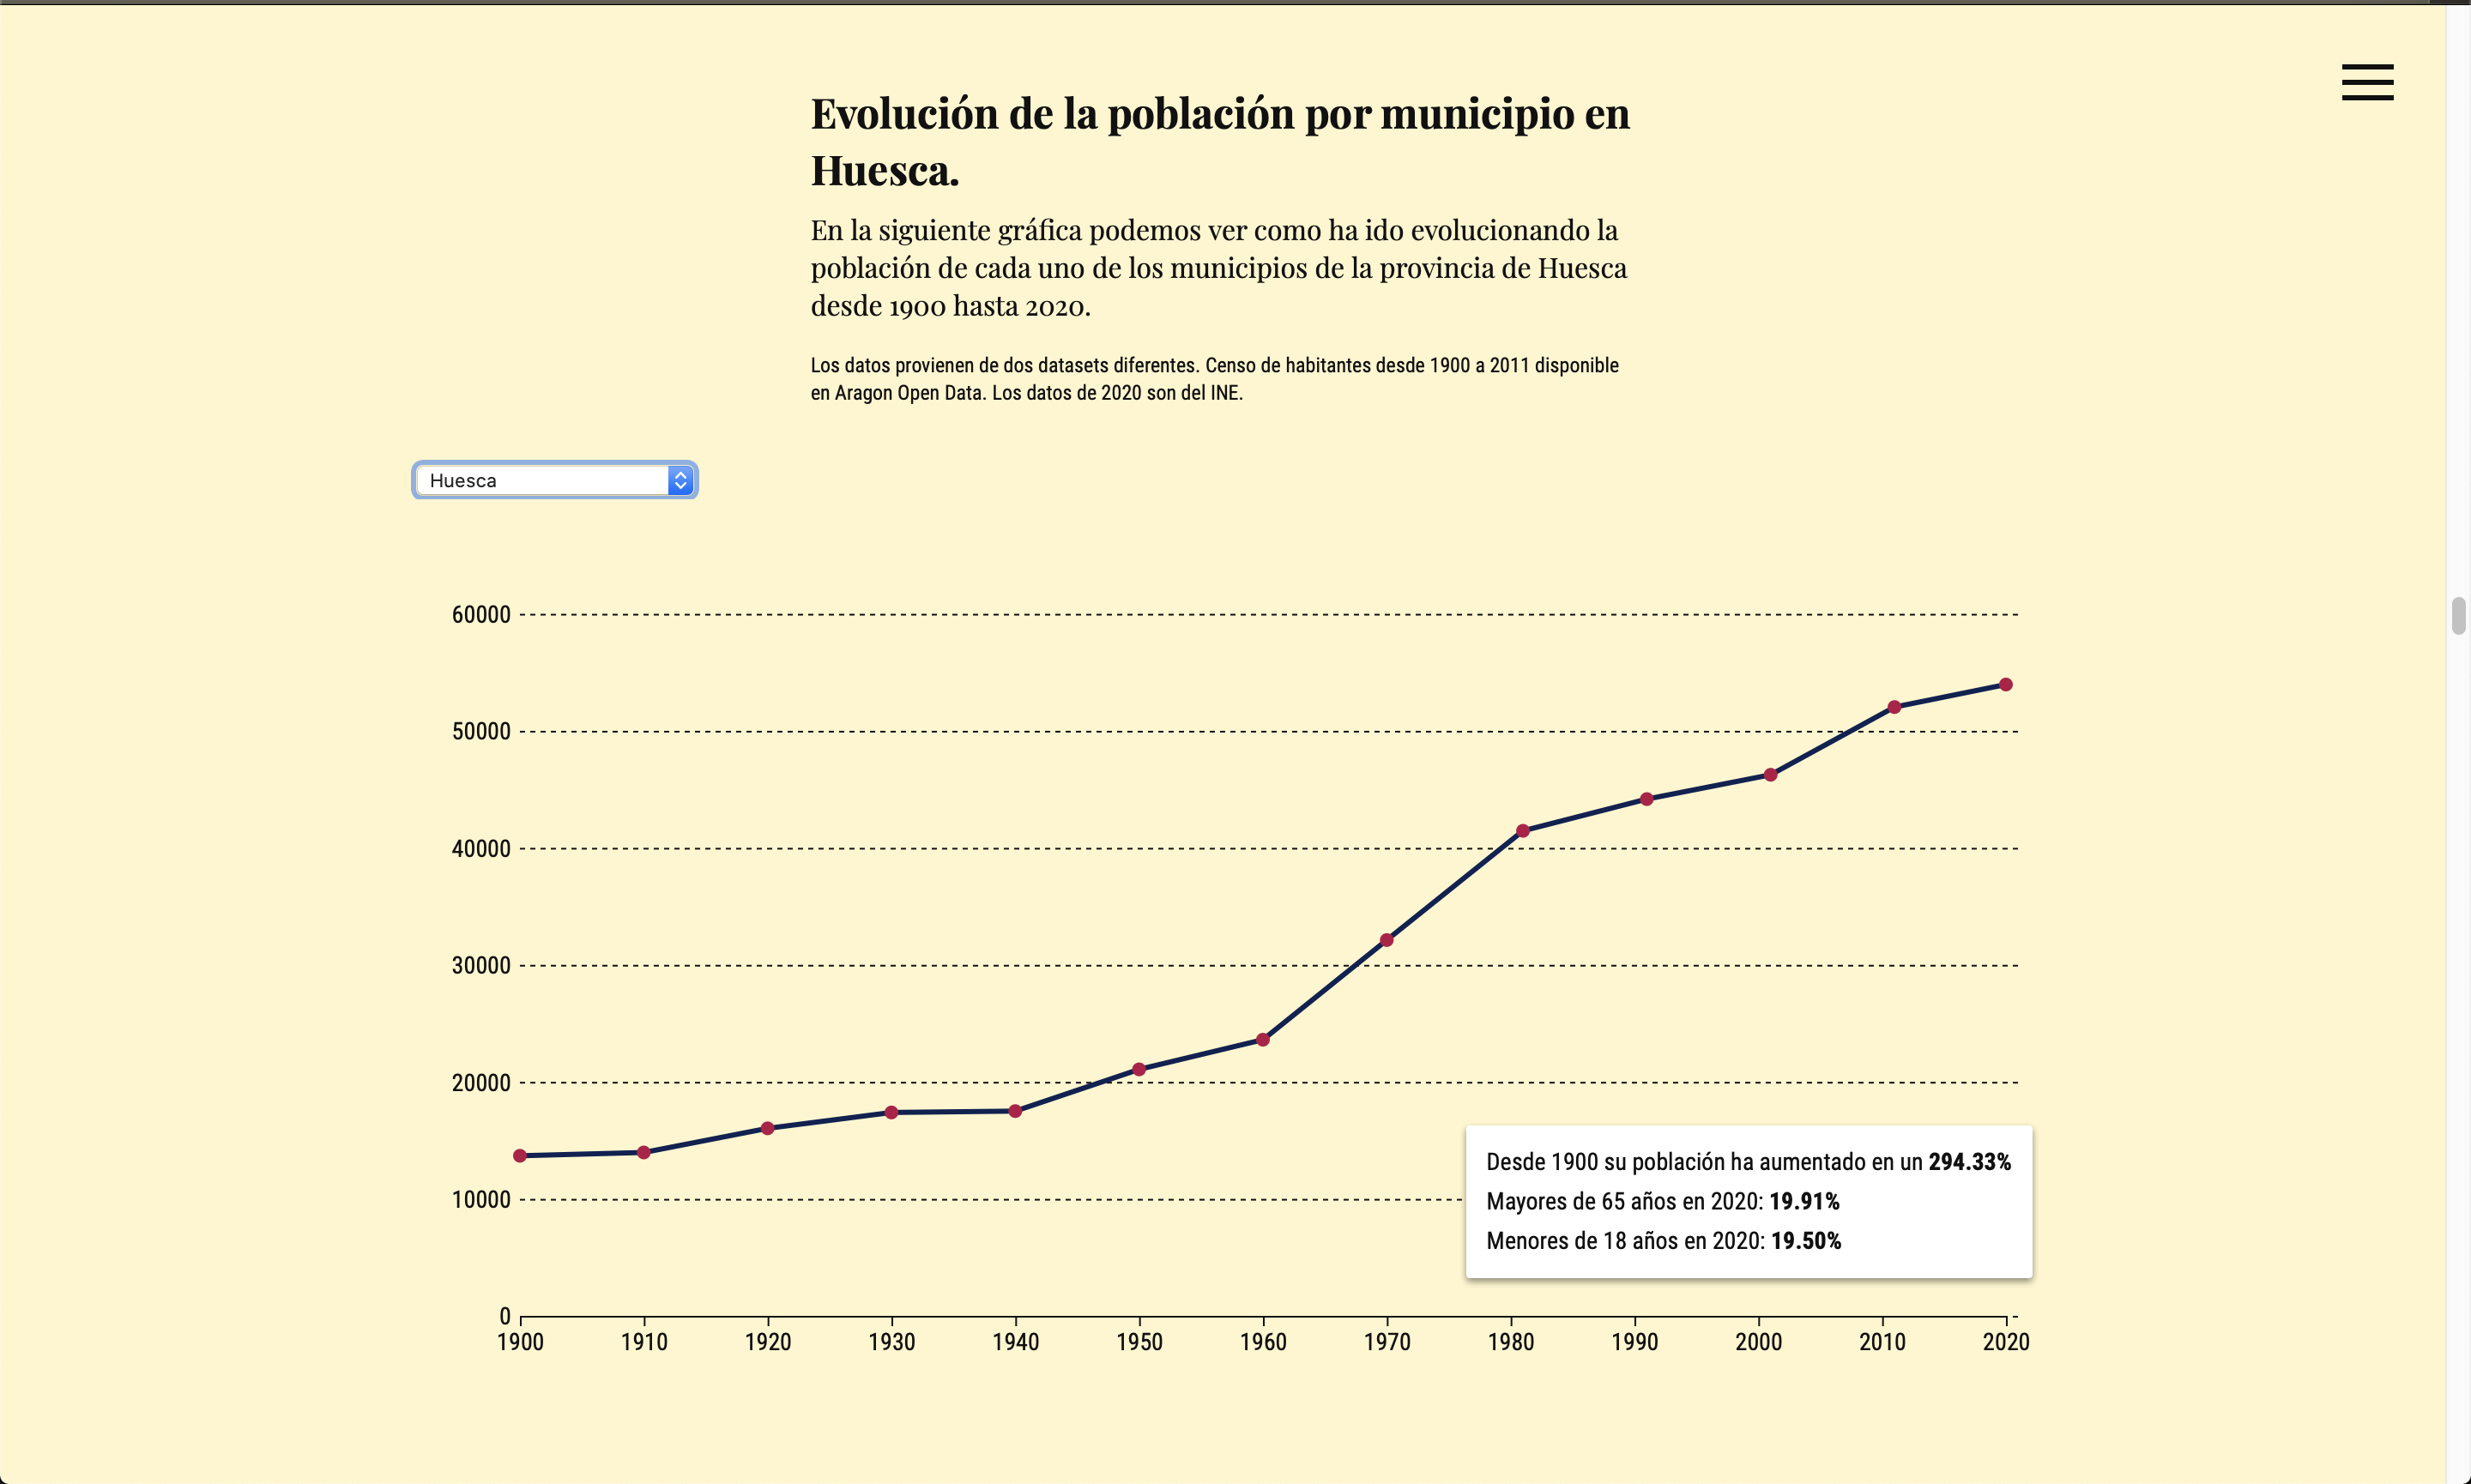 Evolución de la población por municipio en
Huesca.
En la siguiente gráfica podemos ver como ha ido evolucionando la
población de cada uno de los municipios de la provincia de Huesca
desde 1900 hasta 2020.
Los datos provienen de dos datasets diferentes. Censo de habitantes desde 1900 a 2011 disponible
en Aragon Open Data. Los datos de 2020 son del INE.
Huesca
60000
50000
40000
30000
20000
10000
0
Desde 1900 su población ha aumentado en un 294.33%
Mayores de 65 años en 2020: 19.91%
Menores de 18 años en 2020: 19.50%
1900 1910 1920 1930 1940 1950 1960 1970 1980 1990 2000 2010 2020